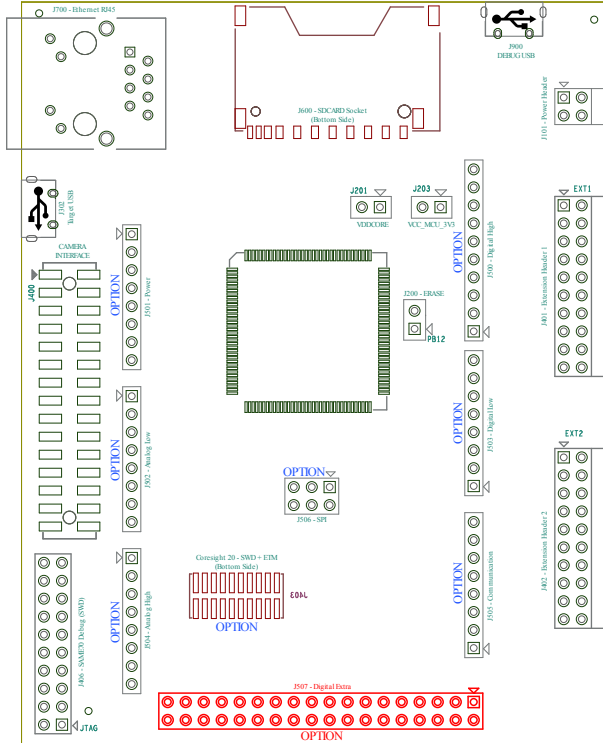 J700 - Ethernet RJ45
J600 - SDCARD Socket
(Bottom Side)
J900
DEBUG USB
J101 - Power Header
J302
Target USB
J201
VDDCORE
J203
VCC_MCU_3V3
EXT1
J401 - Extension Header 1
CAMERA
INTERFACE
J400
OPTION
J501 - Power
OPTION
J500 - Digital High
J200 - ERASE
PB12
OPTION
J502 - Analog Low
OPTION
J503 - Digital Low
EXT2
J402 - Extension Header 2
OPTION
J506 - SPI
Coresight 20 - SWD + ETM
(Bottom Side)
J403
OPTION
OPTION
J504 - Analog High
OPTION
J505 - Communication
J406 - SAME70 Debug (SWD)
JTAG
J507 - Digital Extra
OPTION